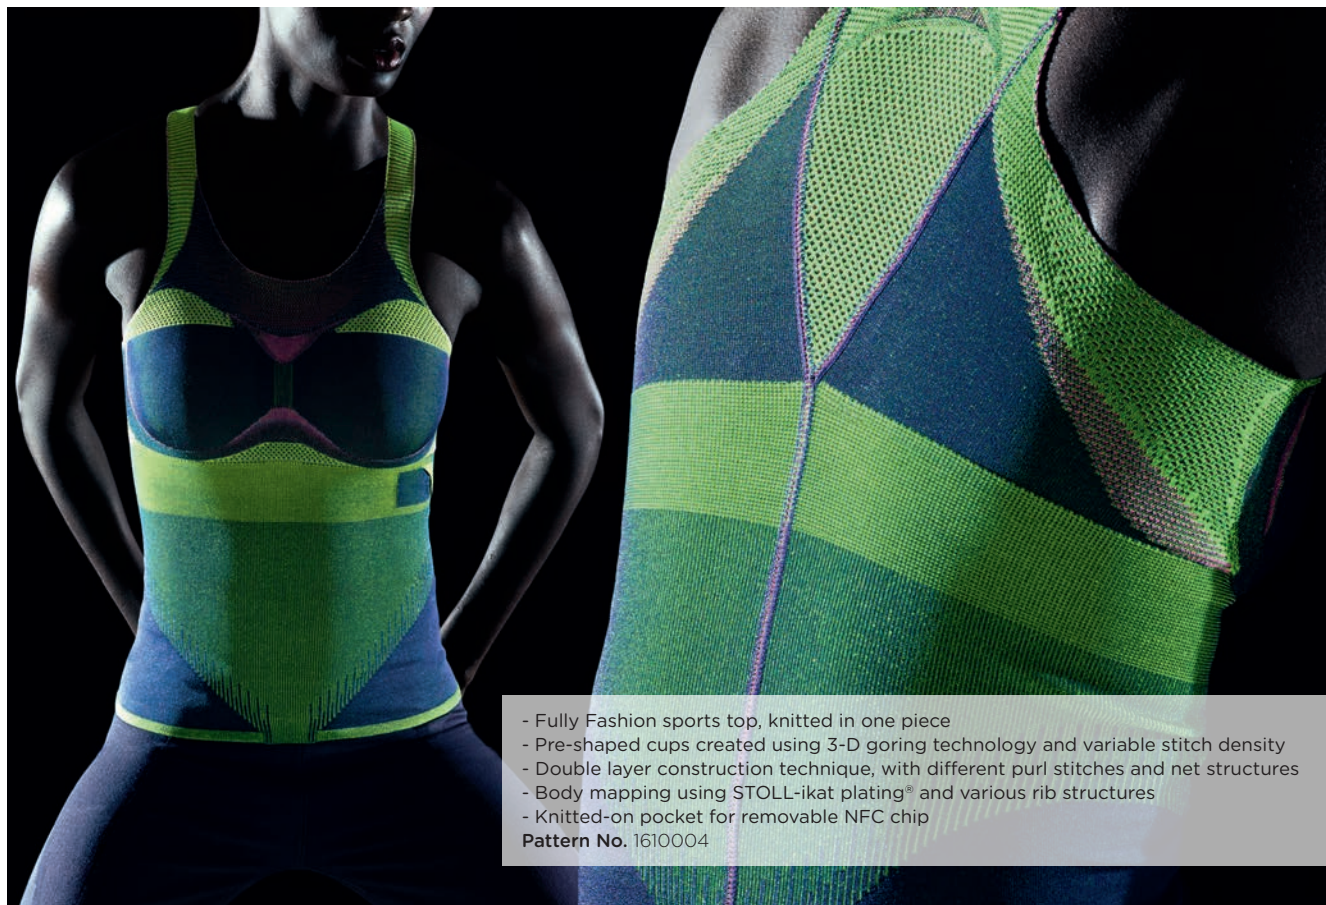 - Fully Fashion sports top, knitted in one piece
- Pre-shaped cups created using 3-D goring technology and variable stitch density
- Double layer construction technique, with different purl stitches and net structures
- Body mapping using STOLL-ikat plating® and various rib structures
- Knitted-on pocket for removable NFC chip
Pattern No. 1610004